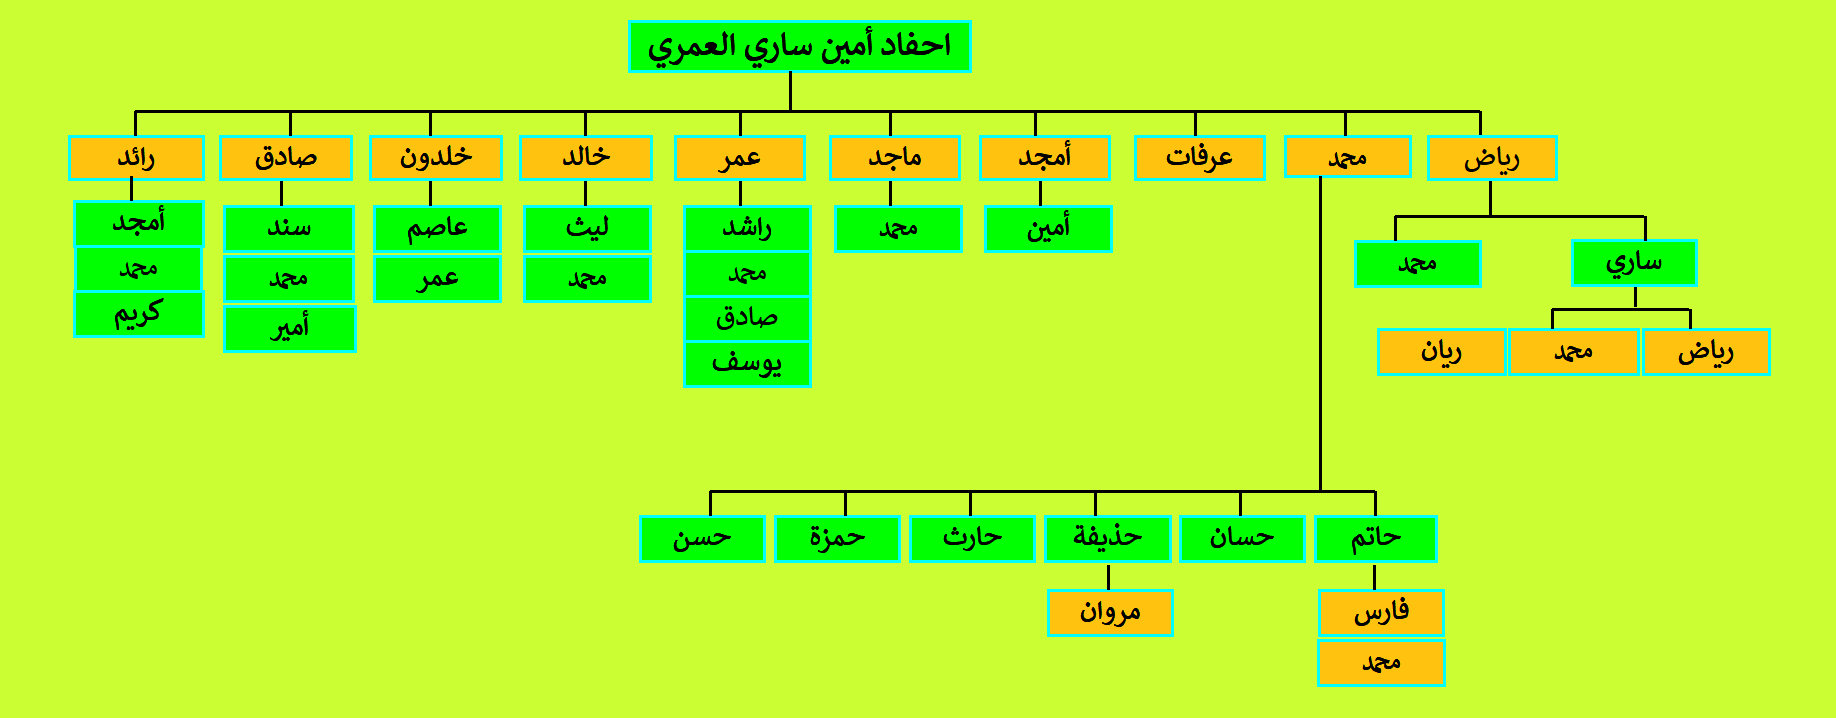 احفاد أمين ساري العمري
رياض
محمد
عرفات
أمجد
ماجد
عمر
خالد
خلدون
صادق
رائد
ساري
محمد
رياض
محمد
ريان
أمين
محمد
راشد
محمد
صادق
يوسف
ليث
محمد
عاصم
عمر
سند
محمد
أمير
أمجد
محمد
كريم
حاتم
حسان
حذيفة
حارث
حمزة
حسن
فارس
محمد
مروان